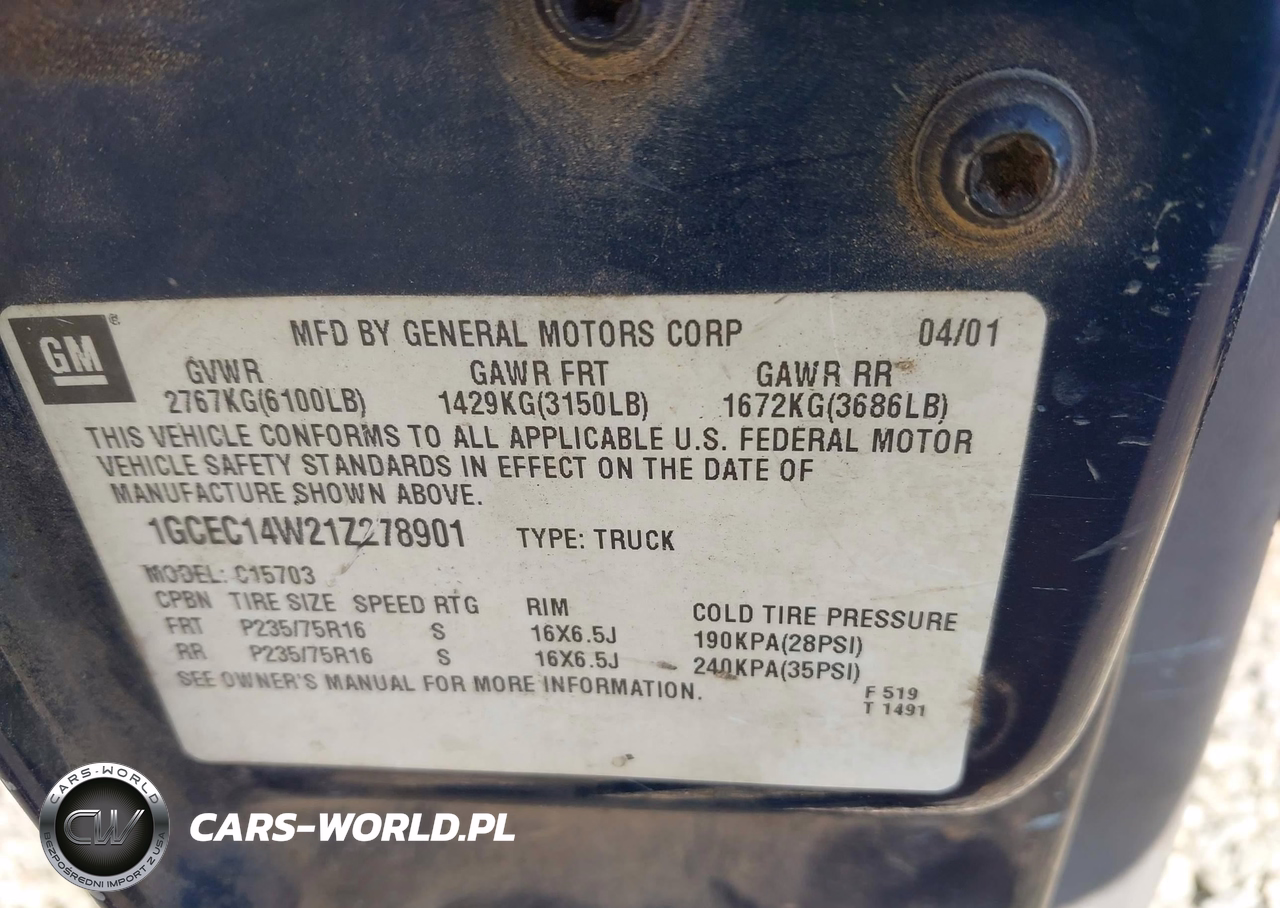 GM ®
MFD BY GENERAL MOTORS CORP 04/01
GVWR GAWR FRT GAWR RR
2767KG(6100LB) 1429KG(3150LB) 1672KG(3686LB)
THIS VEHICLE CONFORMS TO ALL APPLICABLE U.S. FEDERAL MOTOR
VEHICLE SAFETY STANDARDS IN EFFECT ON THE DATE OF
MANUFACTURE SHOWN ABOVE.
1GCEC14W21Z278901 TYPE: TRUCK
MODEL: C15703
CPBN TIRE SIZE SPEED RTG RIM COLD TIRE PRESSURE
FRT P235/75R16 S 16X6.5J 190KPA(28PSI)
RR P235/75R16 S 16X6.5J 240KPA(35PSI)
SEE OWNER'S MANUAL FOR MORE INFORMATION.
F 519
T 1491
CARS-WORLD
CW
BEZPOŚREDNI IMPORT Z USA
CARS-WORLD.PL